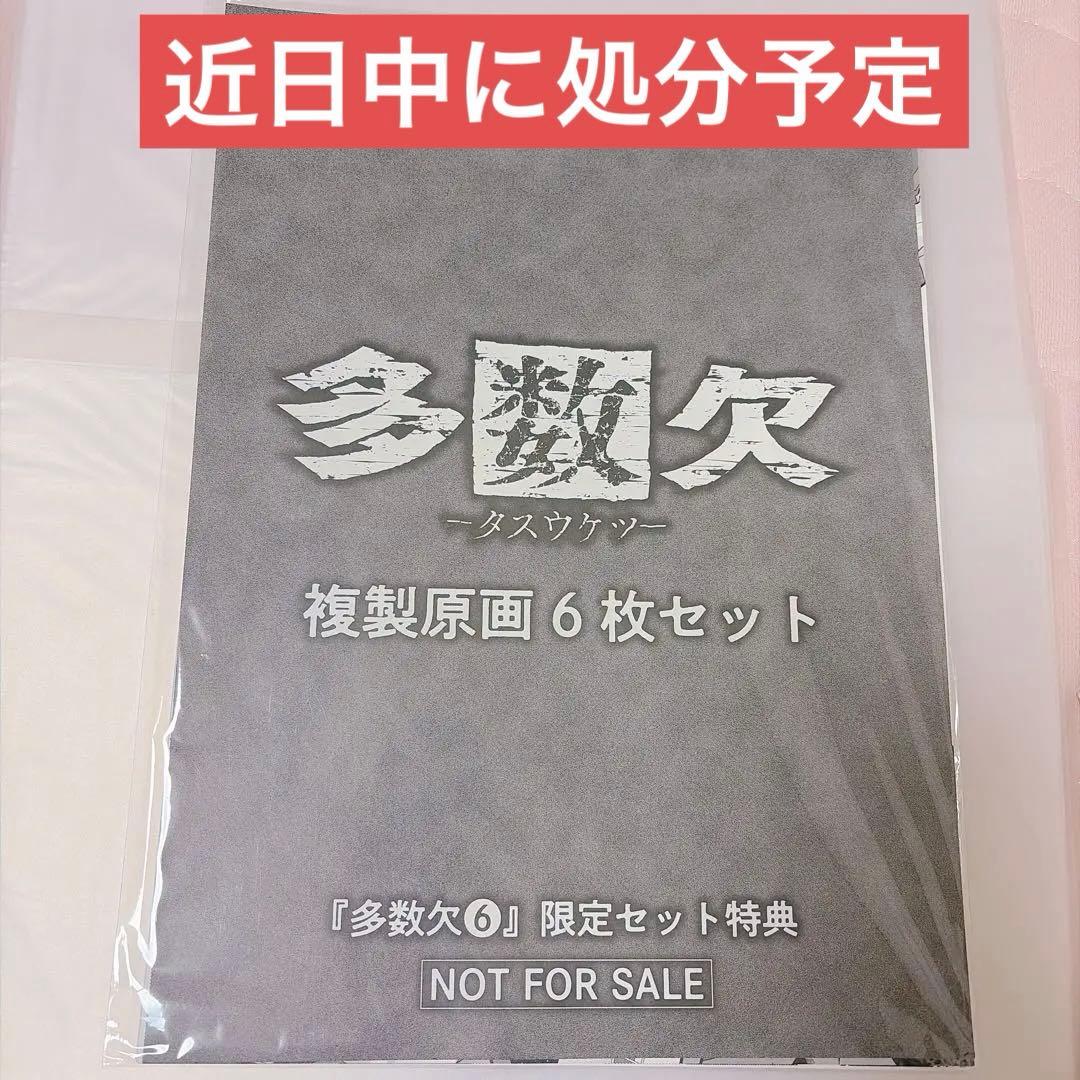 近日中に処分予定
多数欠
ータスウケツー
複製原画6枚セット
『多数欠❻』限定セット特典
NOT FOR SALE